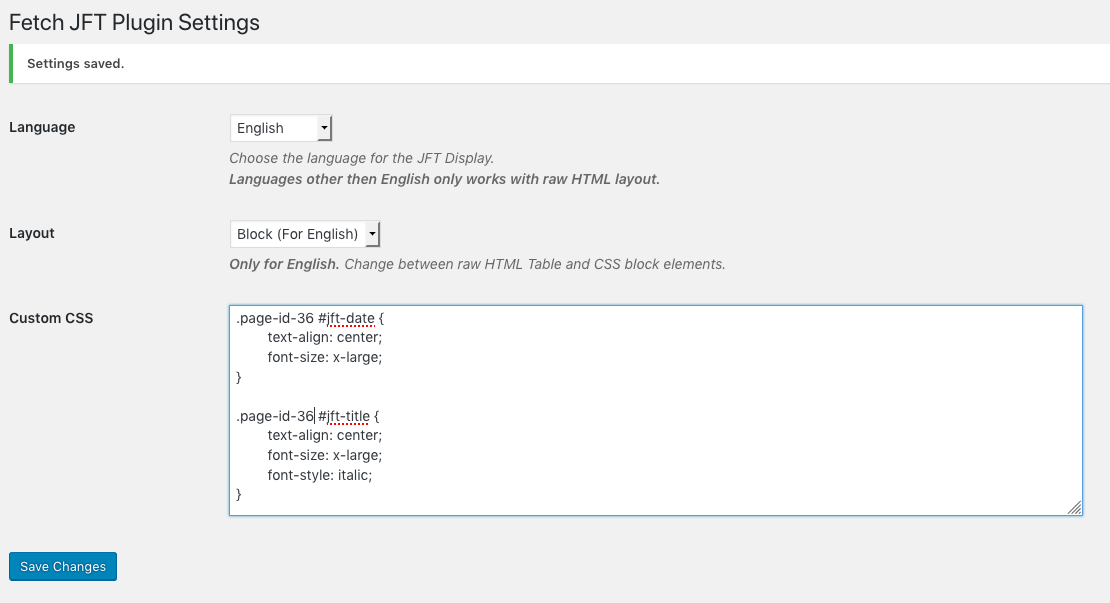 Fetch JFT Plugin Settings
Settings saved.
Language
English
Choose the language for the JFT Display.
Languages other then English only works with raw HTML layout.
Layout
Block (For English)
Only for English. Change between raw HTML Table and CSS block elements.
Custom CSS
.page-id-36 #jft-date {
text-align: center;
font-size: x-large;
}
.page-id-36 #jft-title {
text-align: center;
font-size: x-large;
font-style: italic;
}
Save Changes